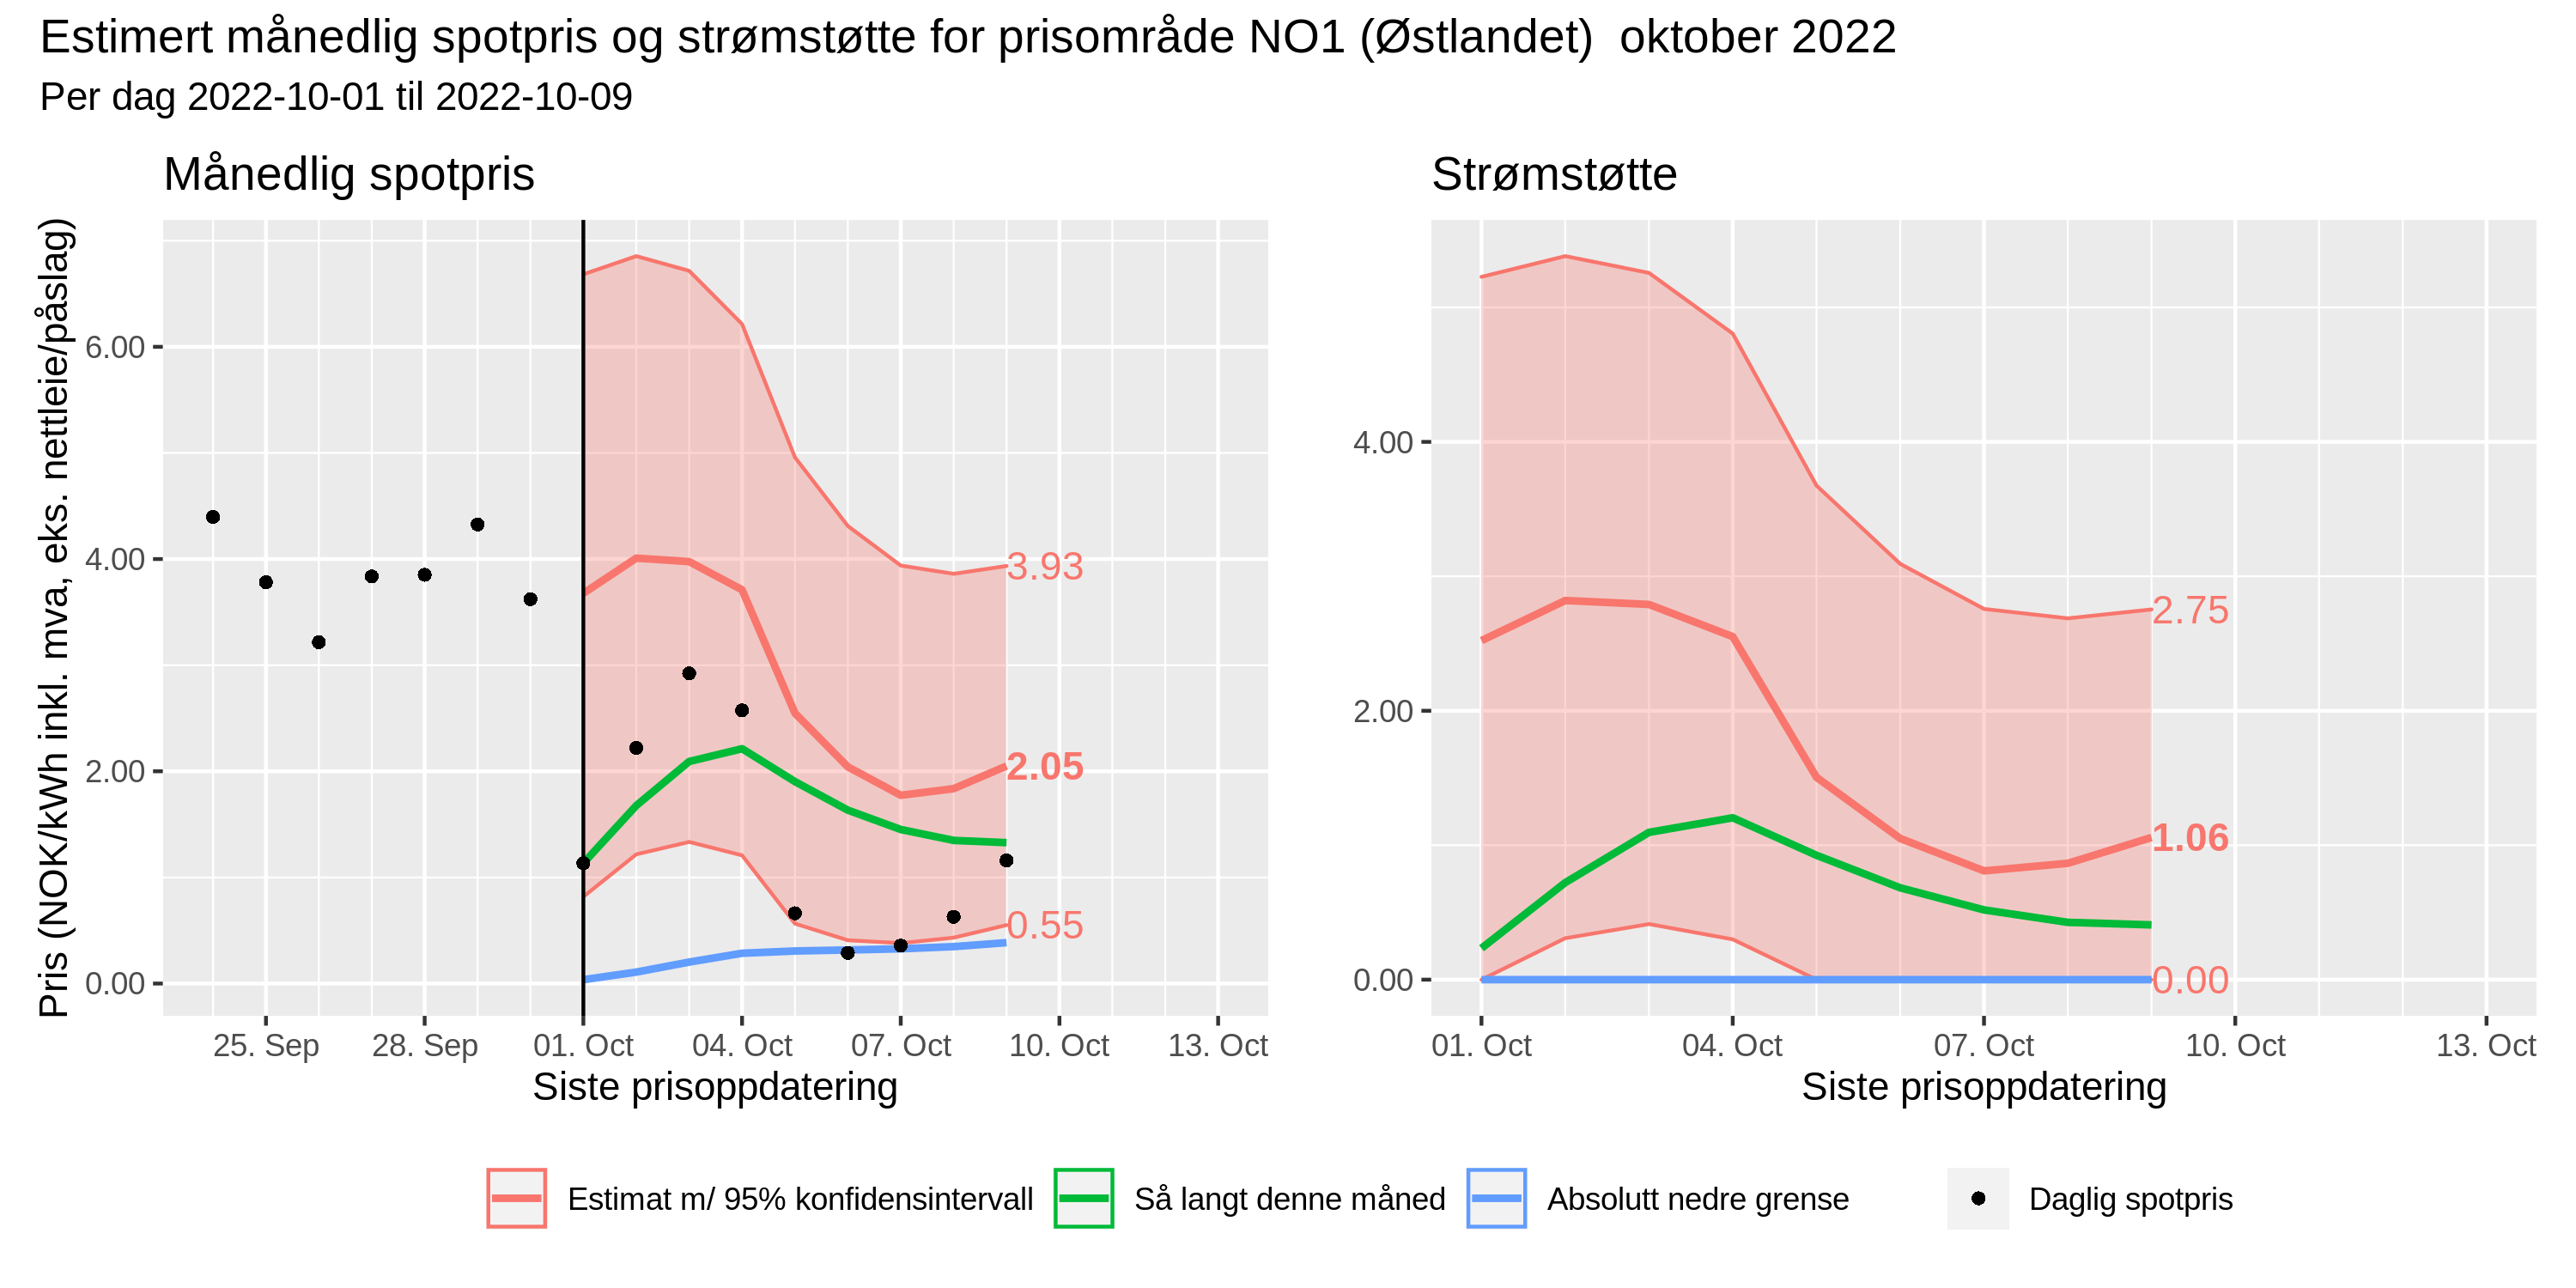 Estimert månedlig spotpris og strømstøtte for prisområde NO1 (Østlandet)  oktober 2022
Per dag 2022-10-01 til 2022-10-09
Månedlig spotpris
Pris (NOK/kWh inkl. mva, eks. nettleie/påslag)
6.00
4.00
2.00
0.00
3.93
2.05
0.55
25. Sep 28. Sep 01. Oct 04. Oct 07. Oct 10. Oct 13. Oct
Siste prisoppdatering
Strømstøtte
4.00
2.00
0.00
2.75
1.06
0.00
01. Oct 04. Oct 07. Oct 10. Oct 13. Oct
Siste prisoppdatering
Estimat m/ 95% konfidensintervall Så langt denne måned Absolutt nedre grense Daglig spotpris